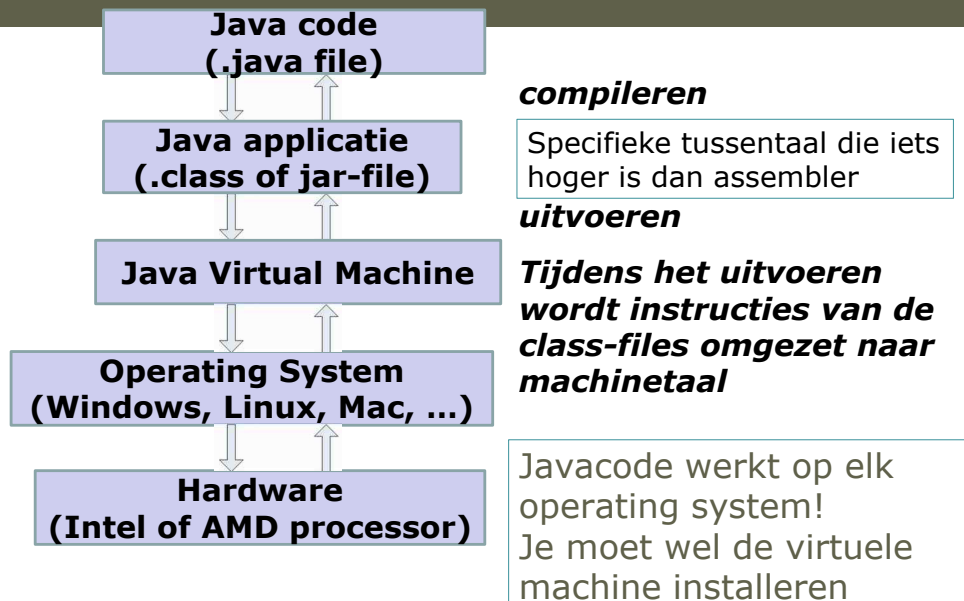 Java code
(.java file)
compileren
Java applicatie
(.class of jar-file)
Specifieke tussentaal die iets
hoger is dan assembler
uitvoeren
Java Virtual Machine
Tijdens het uitvoeren
wordt instructies van de
class-files omgezet naar
machinetaal
Operating System
(Windows, Linux, Mac, …)
Hardware
(Intel of AMD processor)
Javacode werkt op elk
operating system!
Je moet wel de virtuele
machine installeren